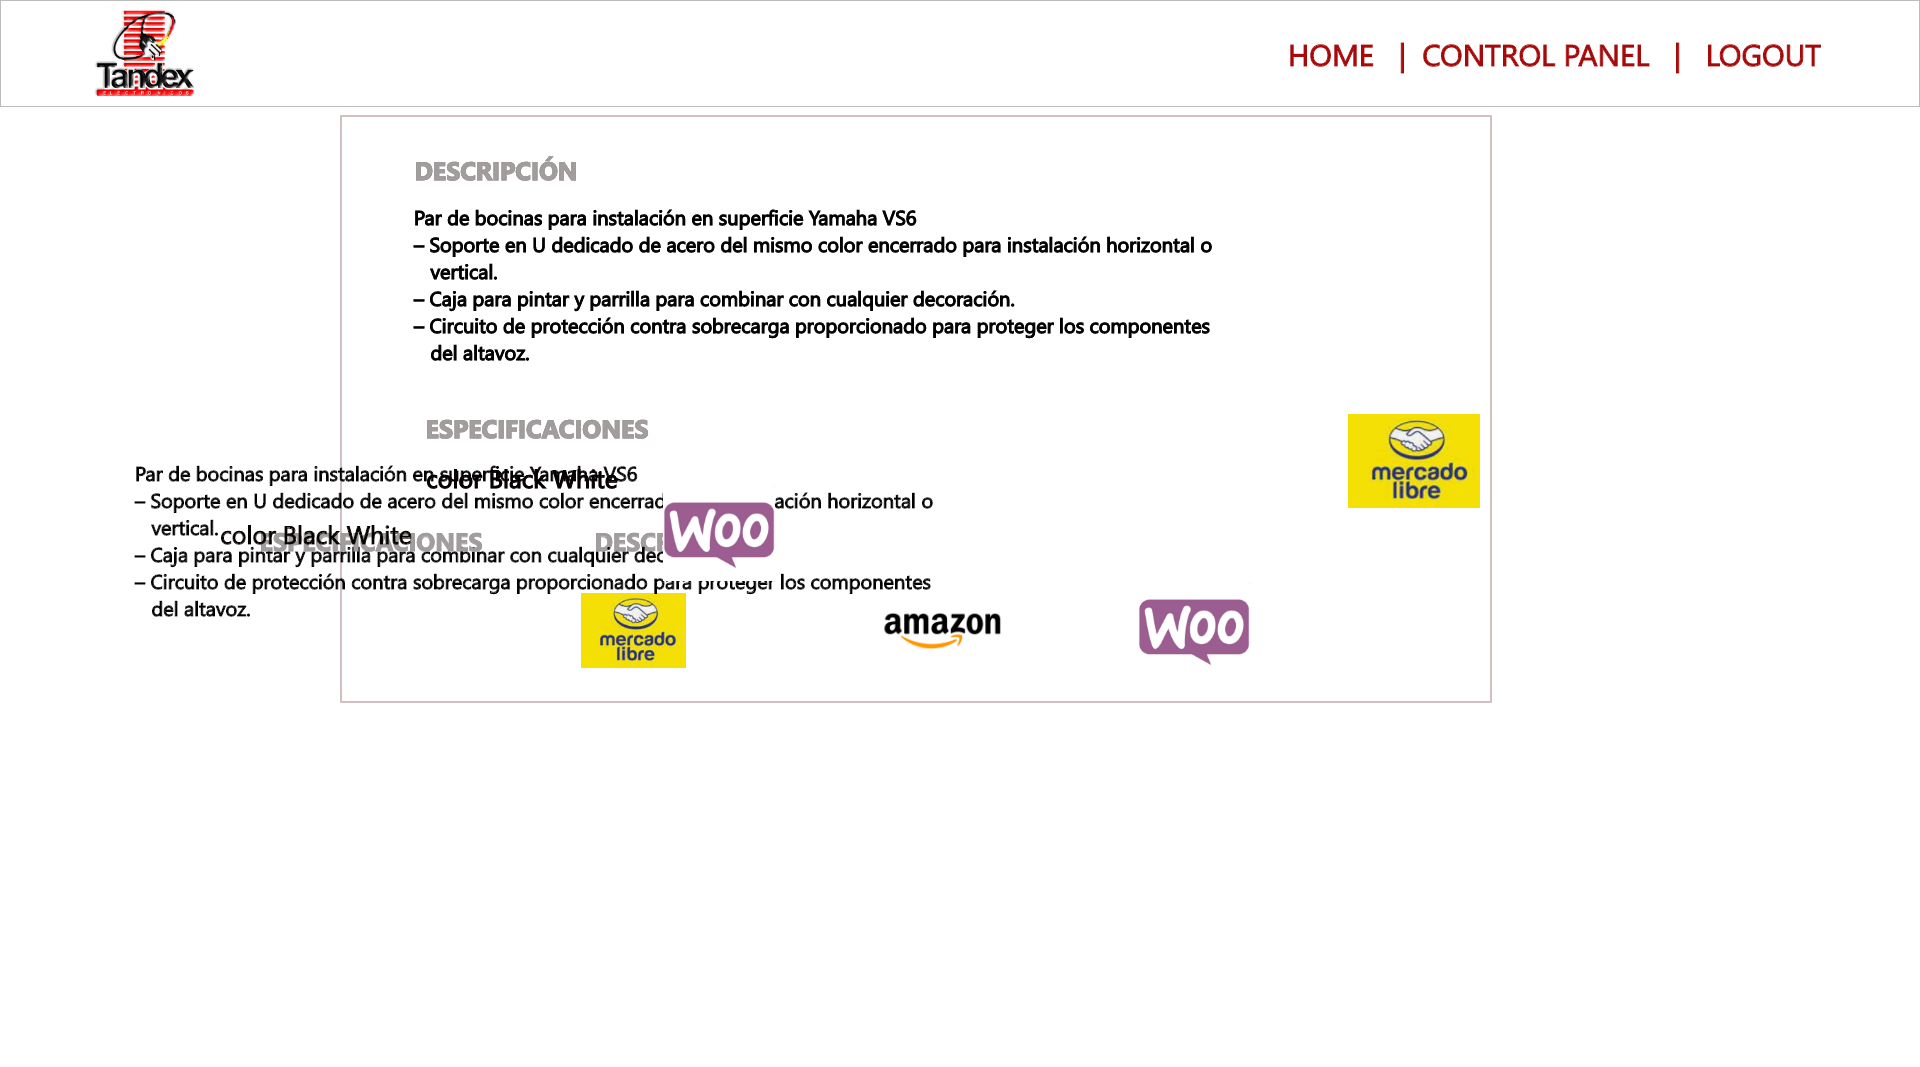 Tandex
ELECTRONICOS
HOME | CONTROL PANEL | LOGOUT
DESCRIPCIÓN
Par de bocinas para instalación en superficie Yamaha VS6
– Soporte en U dedicado de acero del mismo color encerrado para instalación horizontal o
vertical.
– Caja para pintar y parrilla para combinar con cualquier decoración.
– Circuito de protección contra sobrecarga proporcionado para proteger los componentes
del altavoz.
ESPECIFICACIONES
color Black White
mercado
libre
Par de bocinas para instalación en superficie Yamaha VS6
– Soporte en U dedicado de acero del mismo color encerrad ación horizontal o
vertical.
color Black White
ESPECIFICACIONES
DESC
WOO
– Caja para pintar y parrilla para combinar con cualquier dec
– Circuito de protección contra sobrecarga proporcionado para proteger los componentes
del altavoz.
mercado
libre
amazon
WOO